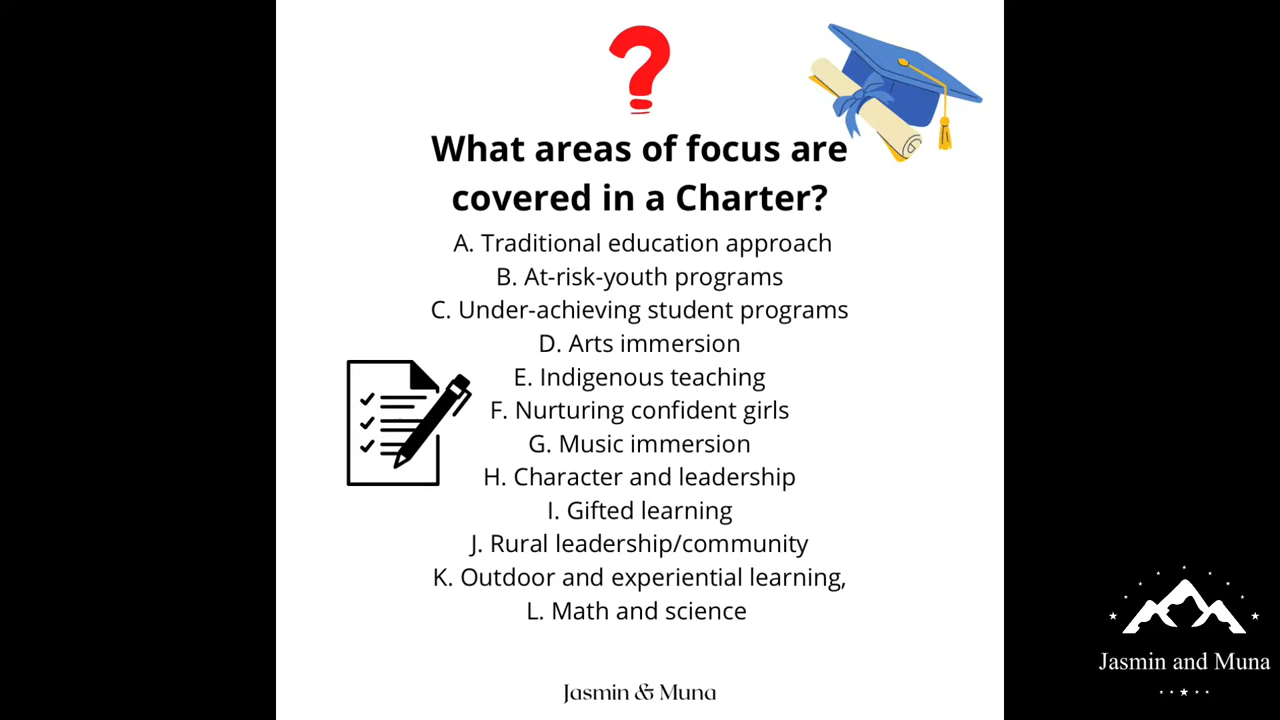 ?
What areas of focus are
covered in a Charter?
A. Traditional education approach
B. At-risk-youth programs
C. Under-achieving student programs
D. Arts immersion
E. Indigenous teaching
F. Nurturing confident girls
G. Music immersion
H. Character and leadership
I. Gifted learning
J. Rural leadership/community
K. Outdoor and experiential learning,
L. Math and science
Jasmin & Muna
Jasmin and Muna